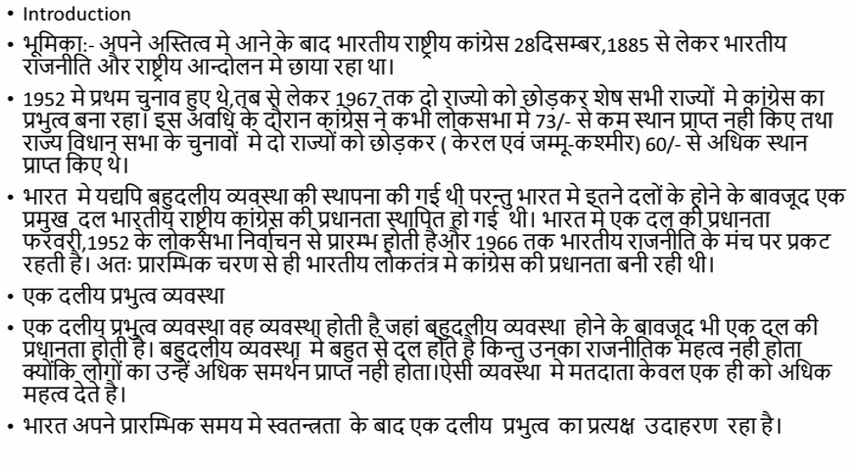 • Introduction
• भूमिका:- अपने अस्तित्व मे आने के बाद भारतीय राष्ट्रीय कांग्रेस 28दिसम्बर,1885 से लेकर भारतीय
राजनीति और राष्ट्रीय आन्दोलन मे छाया रहा था।
• 1952 मे प्रथम चुनाव हुए थे,तब से लेकर 1967 तक दो राज्यो को छोड़कर शेष सभी राज्यों मे कांग्रेस का
प्रभुत्व बना रहा। इस अवधि के दौरान कांग्रेस ने कभी लोकसभा मे 73/- से कम स्थान प्राप्त नही किए तथा
राज्य विधान सभा के चुनावों मे दो राज्यों को छोड़कर ( केरल एवं जम्मू-कश्मीर) 60/- से अधिक स्थान
प्राप्त किए थे।
• भारत मे यद्यपि बहुदलीय व्यवस्था की स्थापना की गई थी परन्तु भारत मे इतने दलों के होने के बावजूद एक
प्रमुख दल भारतीय राष्ट्रीय कांग्रेस की प्रधानता स्थापित हो गई थी। भारत मे एक दल की प्रधानता
फरवरी,1952 के लोकसभा निर्वाचन से प्रारम्भ होती हैऔर 1966 तक भारतीय राजनीति के मंच पर प्रकट
रहती है। अतः प्रारम्भिक चरण से ही भारतीय लोकतंत्र मे कांग्रेस की प्रधानता बनी रही थी।
• एक दलीय प्रभुत्व व्यवस्था
• एक दलीय प्रभुत्व व्यवस्था वह व्यवस्था होती है जहां बहुदलीय व्यवस्था होने के बावजूद भी एक दल की
प्रधानता होती है। बहुदलीय व्यवस्था मे बहुत से दल होते है किन्तु उनका राजनीतिक महत्व नही होता
क्योंकि लोगों का उन्हें अधिक समर्थन प्राप्त नही होता।ऐसी व्यवस्था मे मतदाता केवल एक ही को अधिक
महत्व देते है।
• भारत अपने प्रारम्भिक समय मे स्वतन्त्रता के बाद एक दलीय प्रभुत्व का प्रत्यक्ष उदाहरण रहा है।